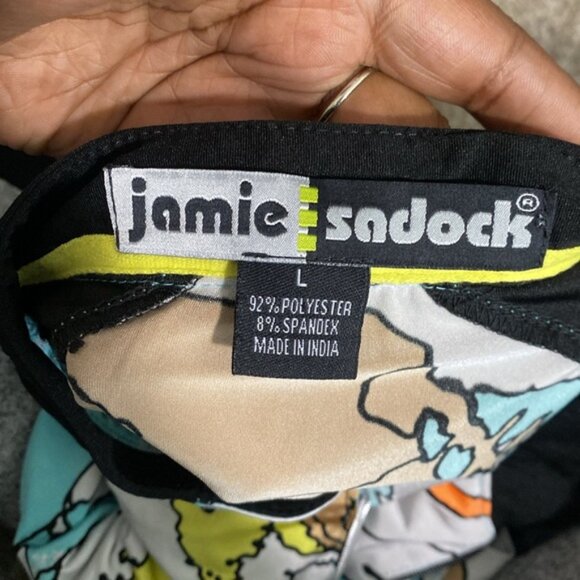 jamie sadock®
L
92%POLYESTER
8%SPANDEX
MADE IN INDIA